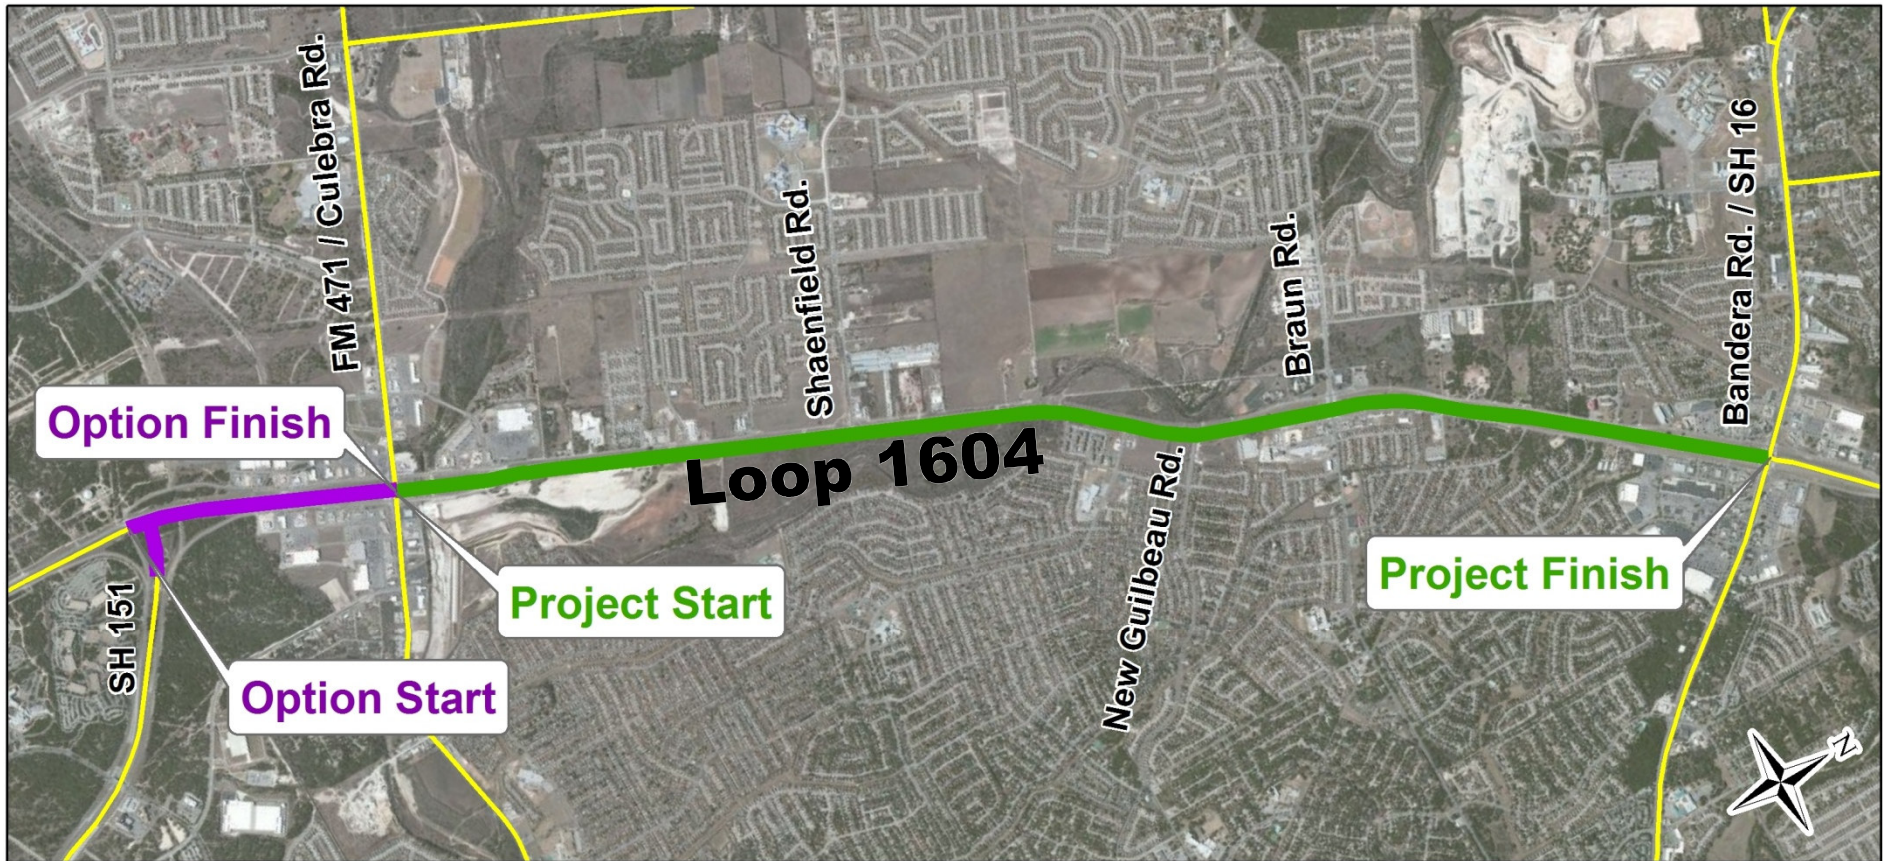 FM 471 / Culebra Rd.
Shaenfield Rd.
Braun Rd.
Bandera Rd. / SH 16
Option Finish
Loop 1604
New Guilbeau Rd.
Project Start
Project Finish
SH 151
Option Start
N